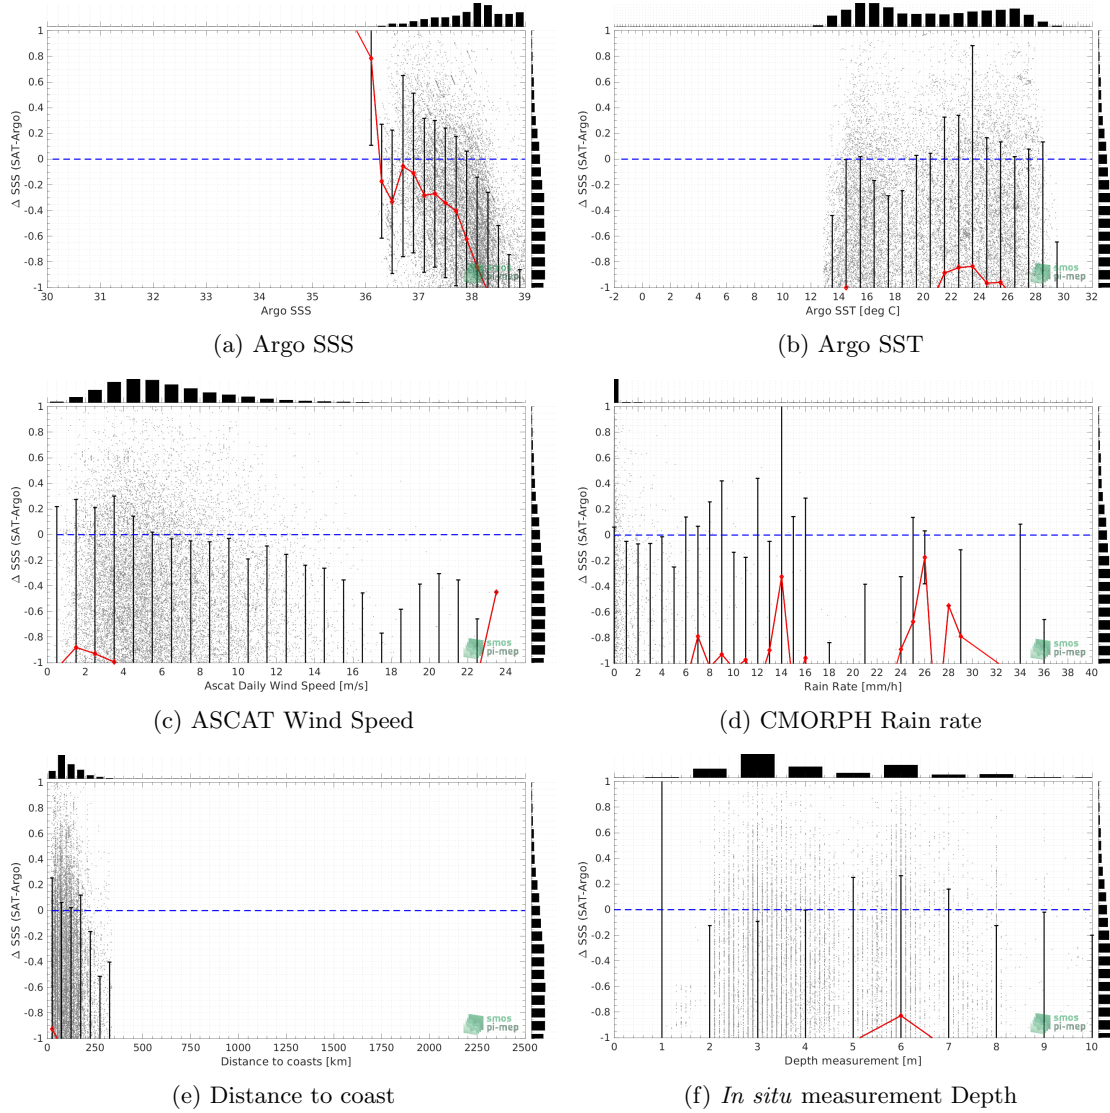 1
0.8
0.6
0.4
0.2
0
-0.2
-0.4
-0.6
-0.8
-1
Δ SSS (SAT-Argo)
30 31 32 33 34 35 36 37 38 39
Argo SSS
smos
pi-mep
(a) Argo SSS
1
0.8
0.6
0.4
0.2
0
-0.2
-0.4
-0.6
-0.8
-1
Δ SSS (SAT-Argo)
-2 0 2 4 6 8 10 12 14 16 18 20 22 24 26 28 30 32
Argo SST [deg C]
smos
pi-mep
(b) Argo SST
1
0.8
0.6
0.4
0.2
0
-0.2
-0.4
-0.6
-0.8
-1
Δ SSS (SAT-Argo)
0 2 4 6 8 10 12 14 16 18 20 22 24
Ascat Daily Wind Speed [m/s]
smos
pi-mep
(c) ASCAT Wind Speed
1
0.8
0.6
0.4
0.2
0
-0.2
-0.4
-0.6
-0.8
-1
Δ SSS (SAT-Argo)
0 2 4 6 8 10 12 14 16 18 20 22 24 26 28 30 32 34 36 38 40
Rain Rate [mm/h]
smos
pi-mep
(d) CMORPH Rain rate
1
0.8
0.6
0.4
0.2
0
-0.2
-0.4
-0.6
-0.8
-1
Δ SSS (SAT-Argo)
0 250 500 750 1000 1250 1500 1750 2000 2250 2500
Distance to coasts [km]
smos
pi-mep
(e) Distance to coast
1
0.8
0.6
0.4
0.2
0
-0.2
-0.4
-0.6
-0.8
-1
Δ SSS (SAT-Argo)
0 1 2 3 4 5 6 7 8 9 10
Depth measurement [m]
smos
pi-mep
(f) In situ measurement Depth